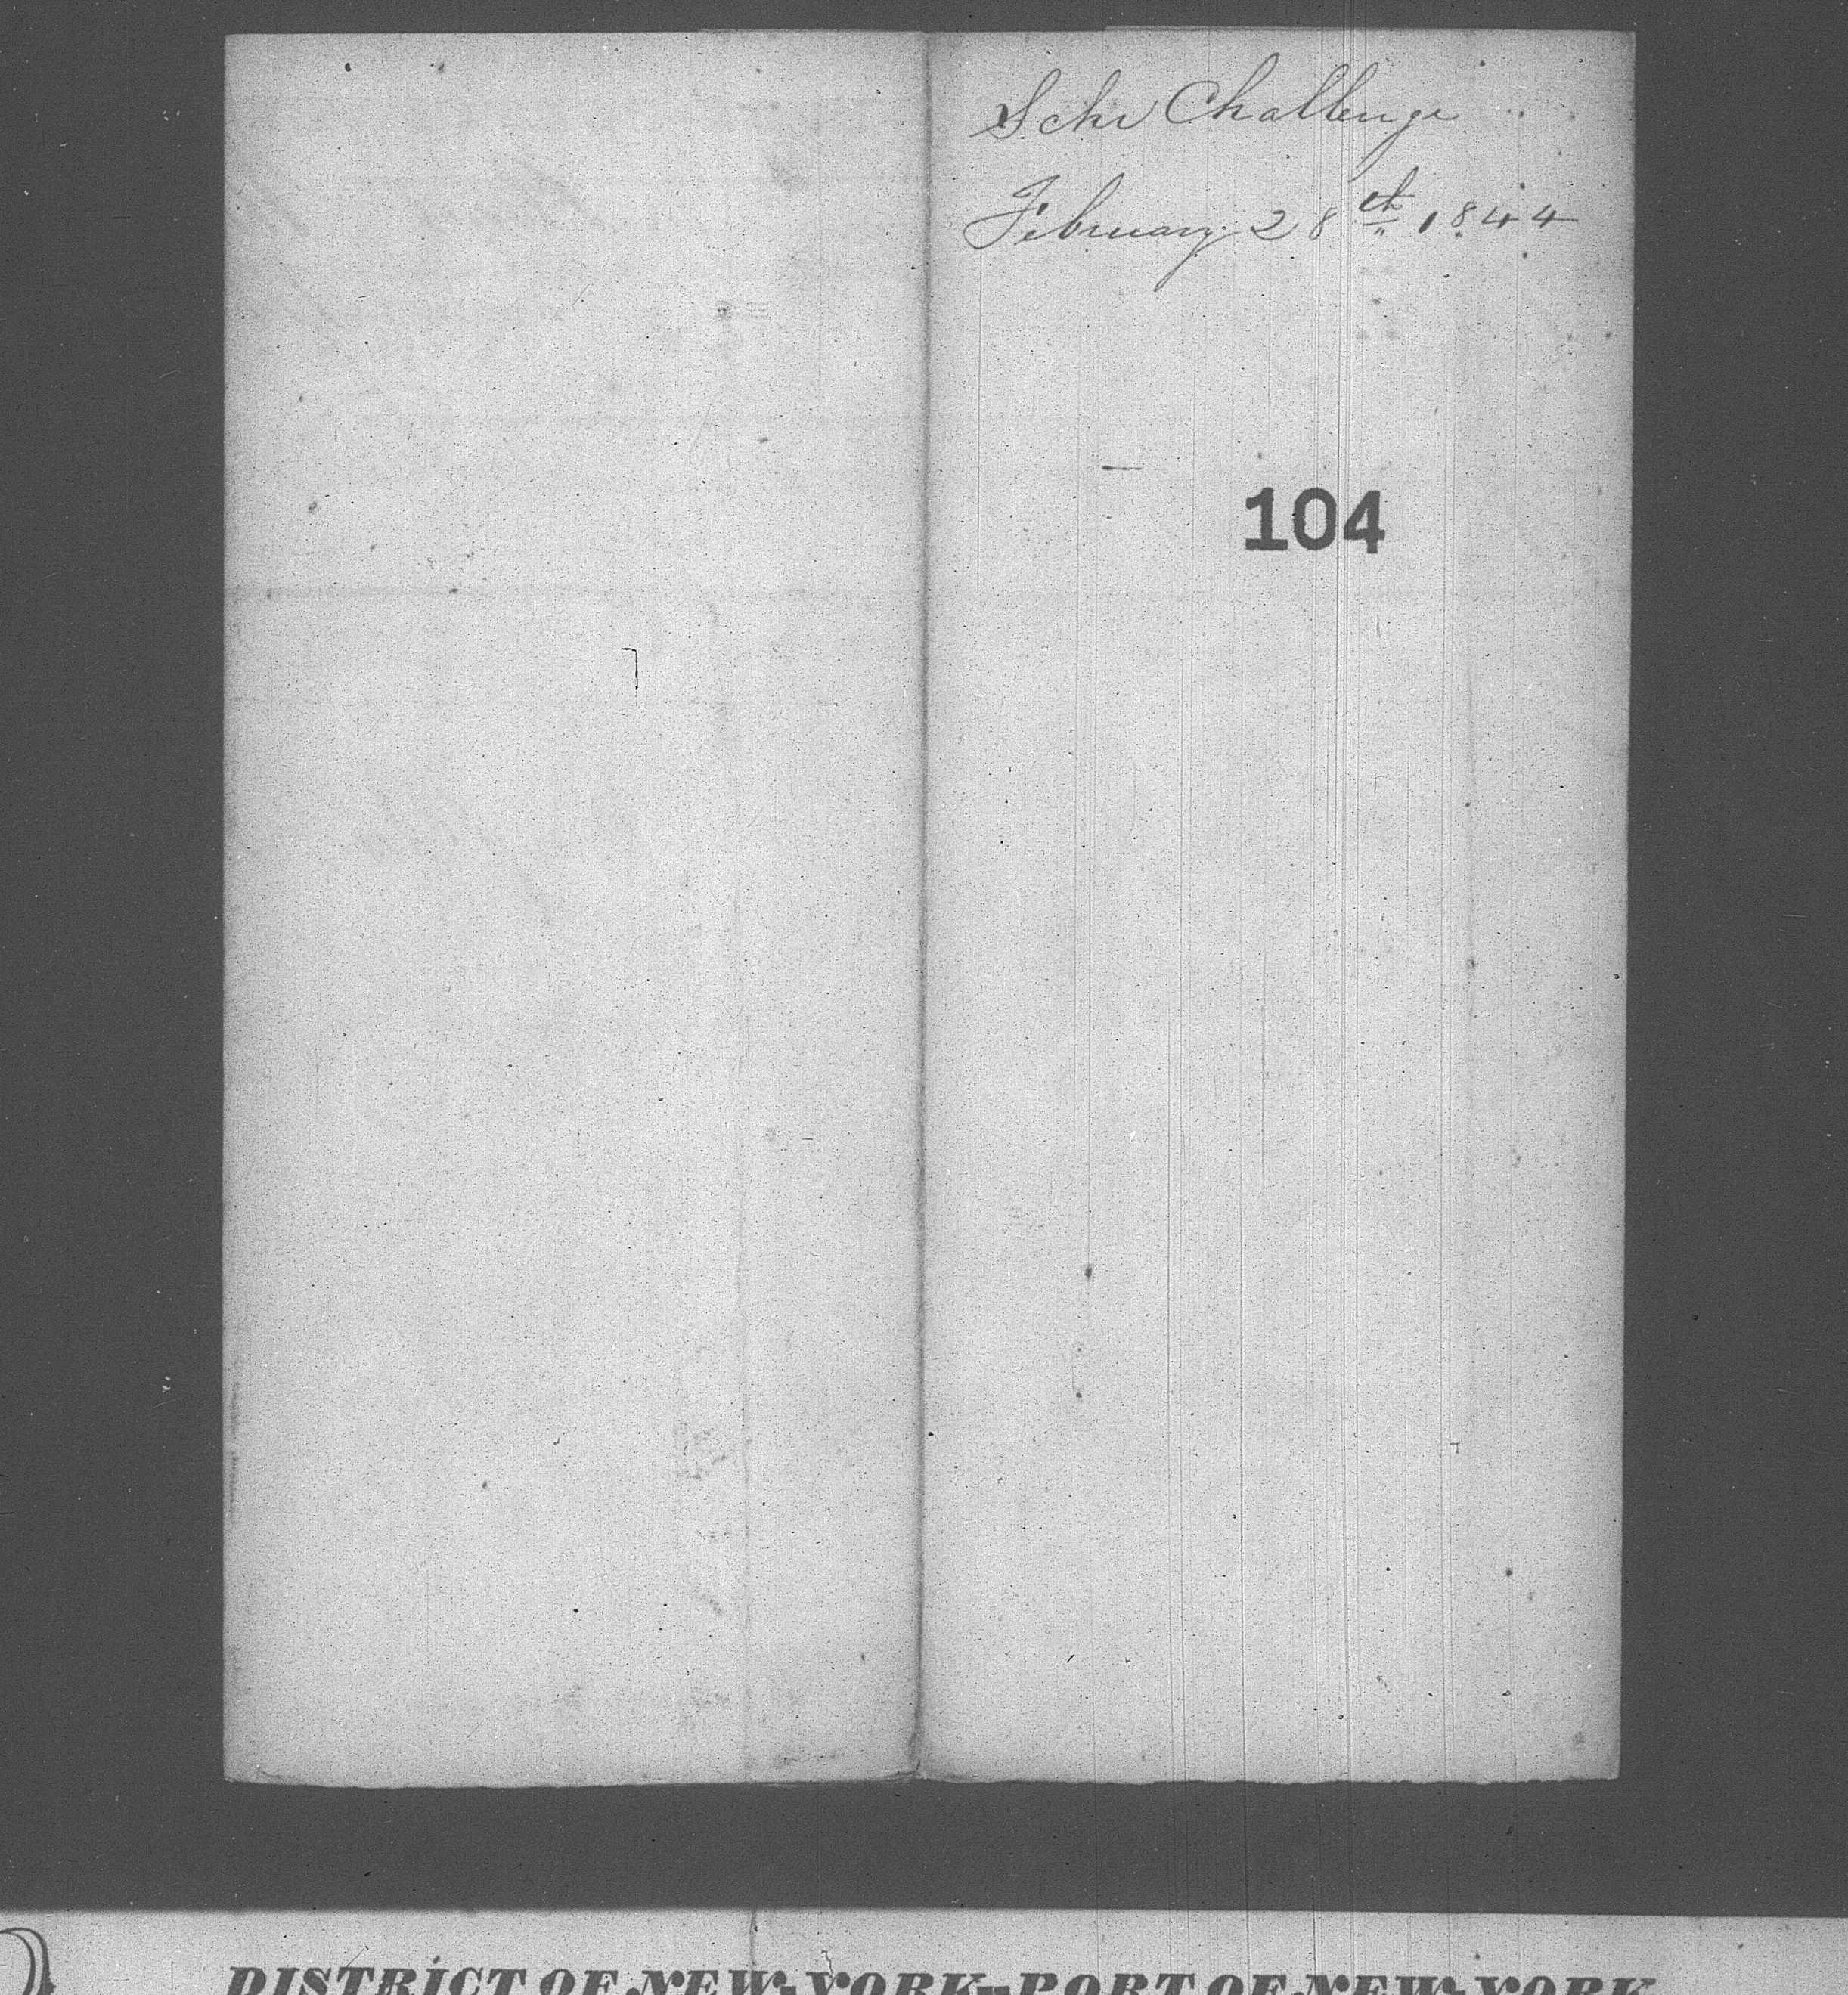 Schr Challenge
February 28th 1844
104
DISTRICT OF NEW-YORK-PORT OF NEW-YORK